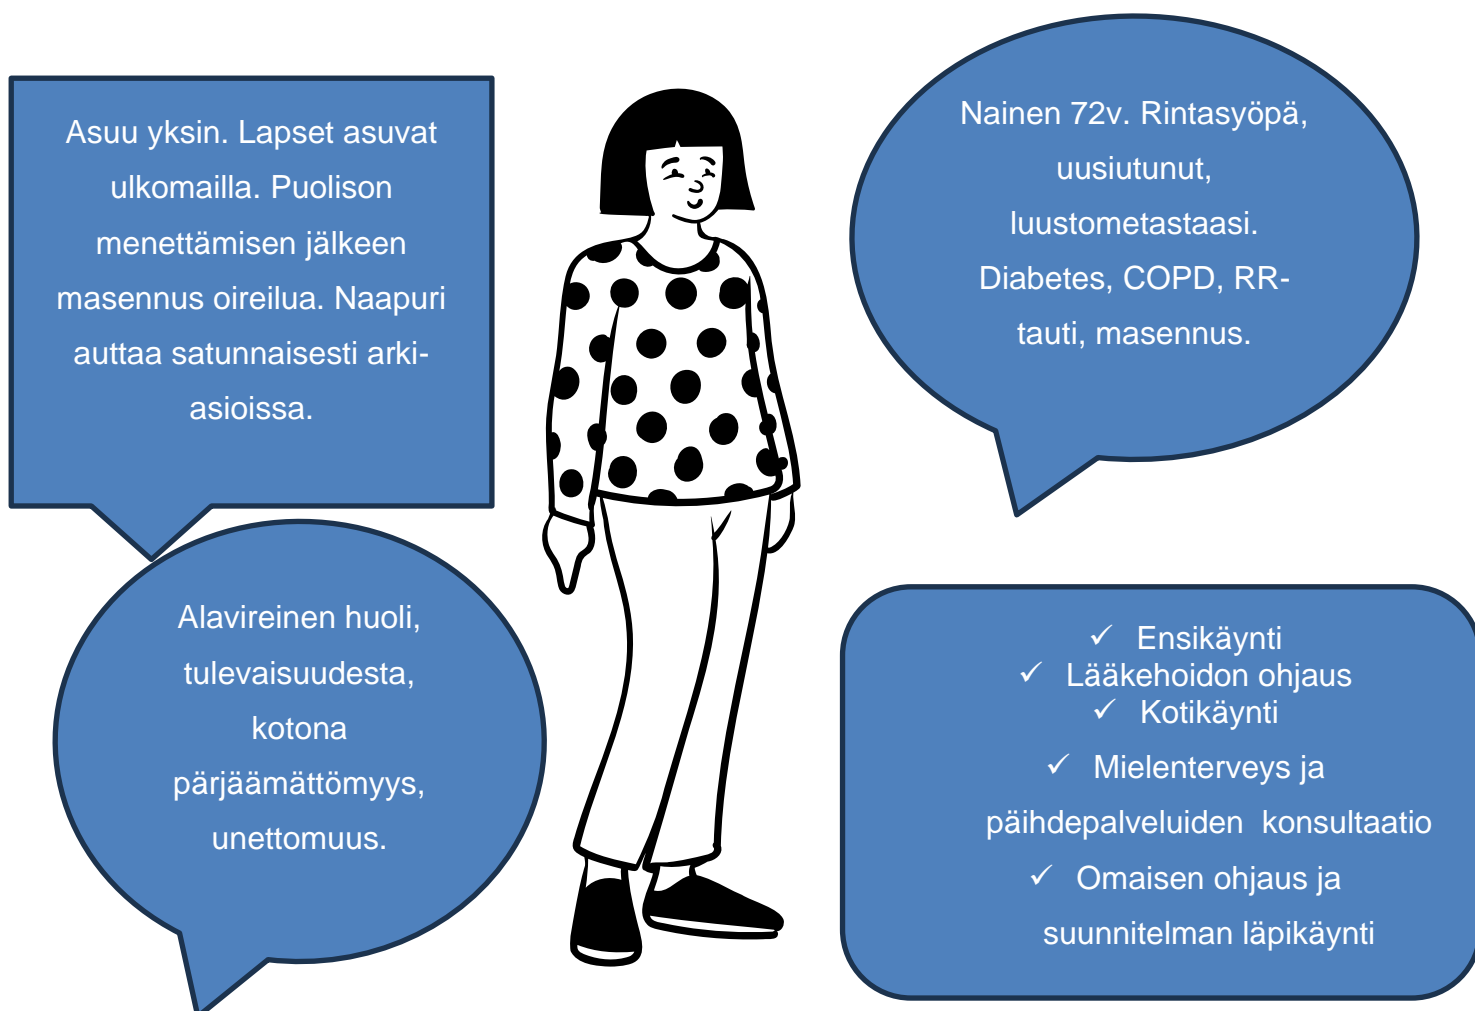 Asuu yksin. Lapset asuvat
ulkomailla. Puolison
menettämisen jälkeen
masennus oireilua. Naapuri
auttaa satunnaisesti arki-
asioissa.
Nainen 72v. Rintasyöpä,
uusiutunut,
luustometastaasi.
Diabetes, COPD, RR-
tauti, masennus.
Alavireinen huoli,
tulevaisuudesta,
kotona
pärjäämättömyys,
unettomuus.
✓ Ensikäynti
✓ Lääkehoidon ohjaus
✓ Kotikäynti
✓ Mielenterveys ja
päihdepalveluiden konsultaatio
✓ Omaisen ohjaus ja
suunnitelman läpikäynti